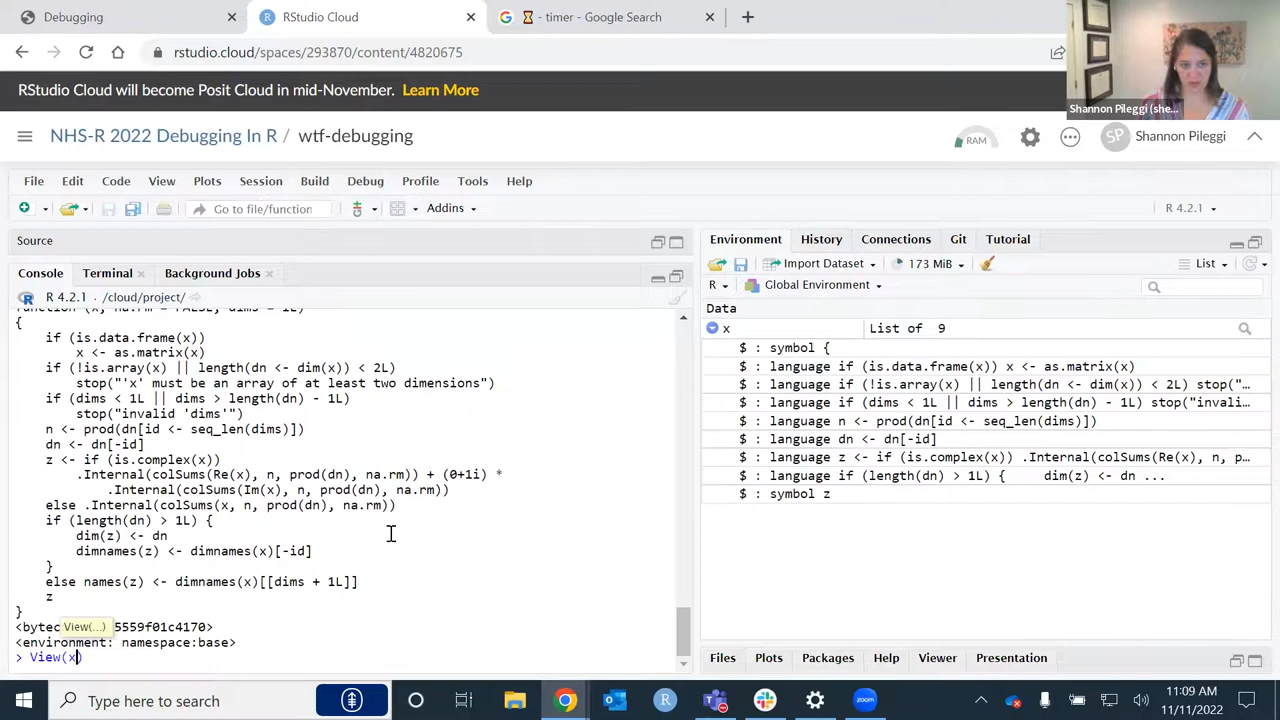 Debugging
RStudio Cloud
- timer - Google Search
rstudio.cloud/spaces/293870/content/4820675
RStudio Cloud will become Posit Cloud in mid-November. Learn More
Shannon Pileggi (she...
NHS-R 2022 Debugging In R / wtf-debugging
RAM
SP
Shannon Pileggi
File Edit Code View Plots Session Build Debug Profile Tools Help
Go to file/function
Addins
R 4.2.1
Source
Console Terminal Background Jobs
R 4.2.1 . /cloud/project/
function (x, na.rm = FALSE, dims = 1L)
{
    if (is.data.frame(x))
        x <- as.matrix(x)
    if (!is.array(x) || length(dn <- dim(x)) < 2L)
        stop("'x' must be an array of at least two dimensions")
    if (dims < 1L || dims > length(dn) - 1L)
        stop("invalid 'dims'")
    n <- prod(dn[id <- seq_len(dims)])
    dn <- dn[-id]
    z <- if (is.complex(x))
        .Internal(colSums(Re(x), n, prod(dn), na.rm)) + (0+1i) *
            .Internal(colSums(Im(x), n, prod(dn), na.rm))
    else .Internal(colSums(x, n, prod(dn), na.rm))
    if (length(dn) > 1L) {
        dim(z) <- dn
        dimnames(z) <- dimnames(x)[-id]
    }
    else names(z) <- dimnames(x)[[dims + 1L]]
    z
}
<bytec View(...) 5559f01c4170>
<environment: namespace:base>
> View(x)
Environment History Connections Git Tutorial
Import Dataset 173 MiB List
R Global Environment
Data
x List of 9
$ : symbol {
$ : language if (is.data.frame(x)) x <- as.matrix(x)
$ : language if (!is.array(x) || length(dn <- dim(x)) < 2L) stop("…
$ : language if (dims < 1L || dims > length(dn) - 1L) stop("invali…
$ : language n <- prod(dn[id <- seq_len(dims)])
$ : language dn <- dn[-id]
$ : language z <- if (is.complex(x)) .Internal(colSums(Re(x), n, p…
$ : language if (length(dn) > 1L) { dim(z) <- dn ...
$ : symbol z
Files Plots Packages Help Viewer Presentation
Type here to search
zoom
11:09 AM
11/11/2022